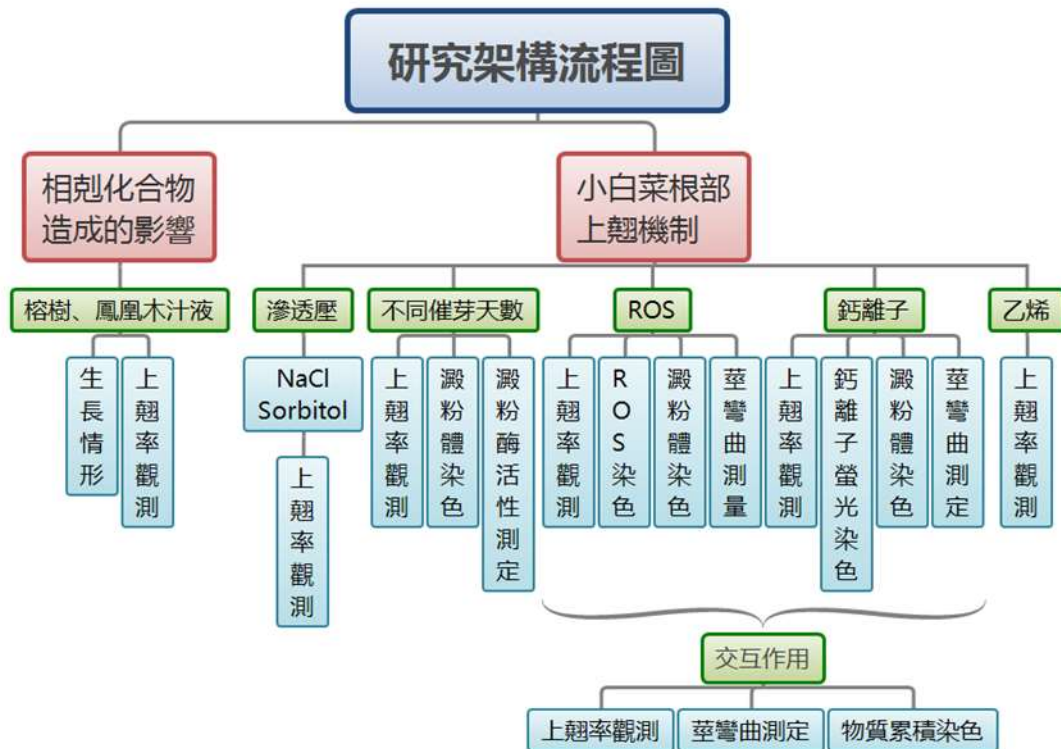 研究架構流程圖
相剋化合物
造成的影響
小白菜根部
上翹機制
榕樹、鳳凰木汁液
滲透壓
不同催芽天數
ROS
鈣離子
乙烯
生長情形
上翹率觀測
NaCl
Sorbitol
上翹率觀測
上翹率觀測
澱粉體染色
澱粉酶活性測定
上翹率觀測
ROS染色
澱粉體染色
莖彎曲測量
上翹率觀測
鈣離子螢光染色
澱粉體染色
莖彎曲測定
上翹率觀測
交互作用
上翹率觀測
莖彎曲測定
物質累積染色